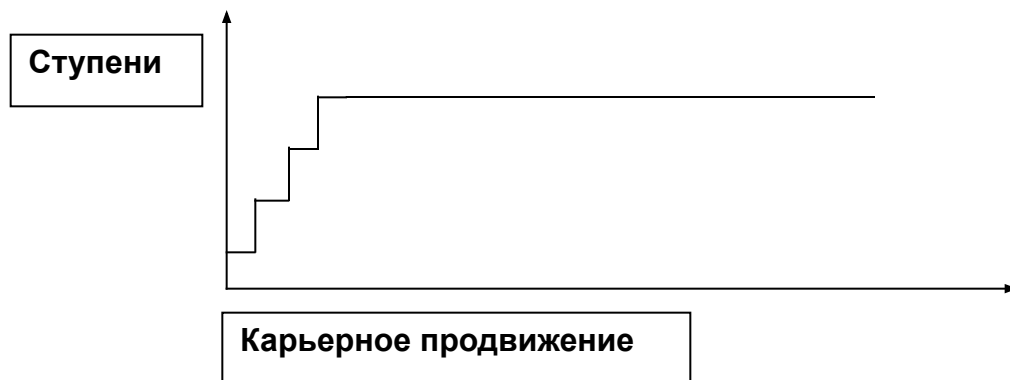 Ступени
Карьерное продвижение